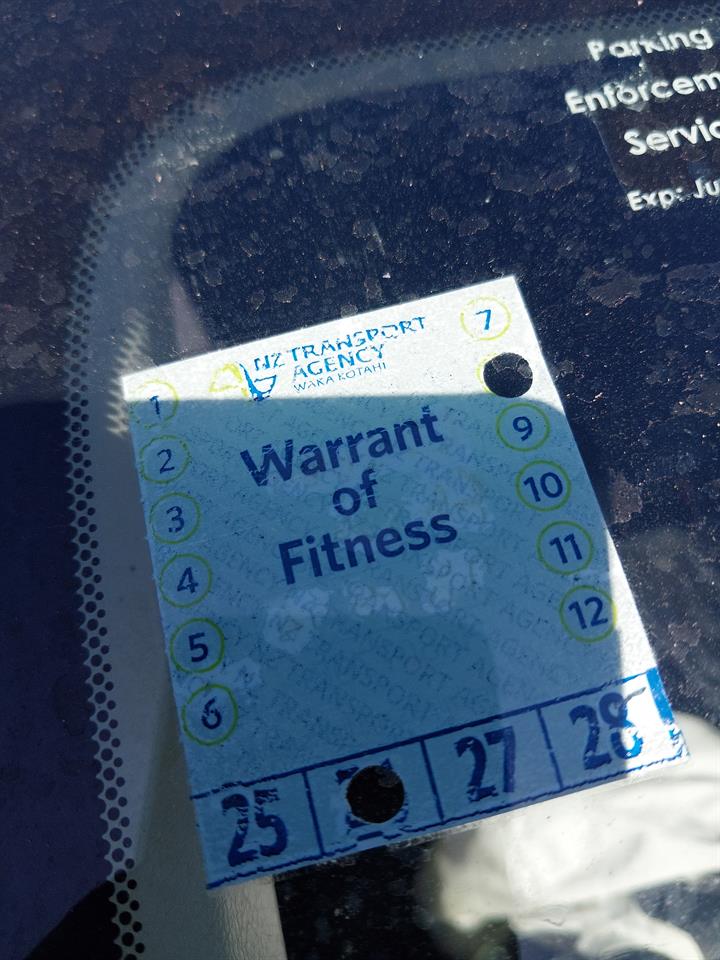 Parking
Enforcem
Servic
Exp: Ju
NZ TRANSPORT
AGENCY
WAKA KOTAHI
Warrant
of
Fitness
1
2
3
4
5
6
7
9
10
11
12
25 27 28